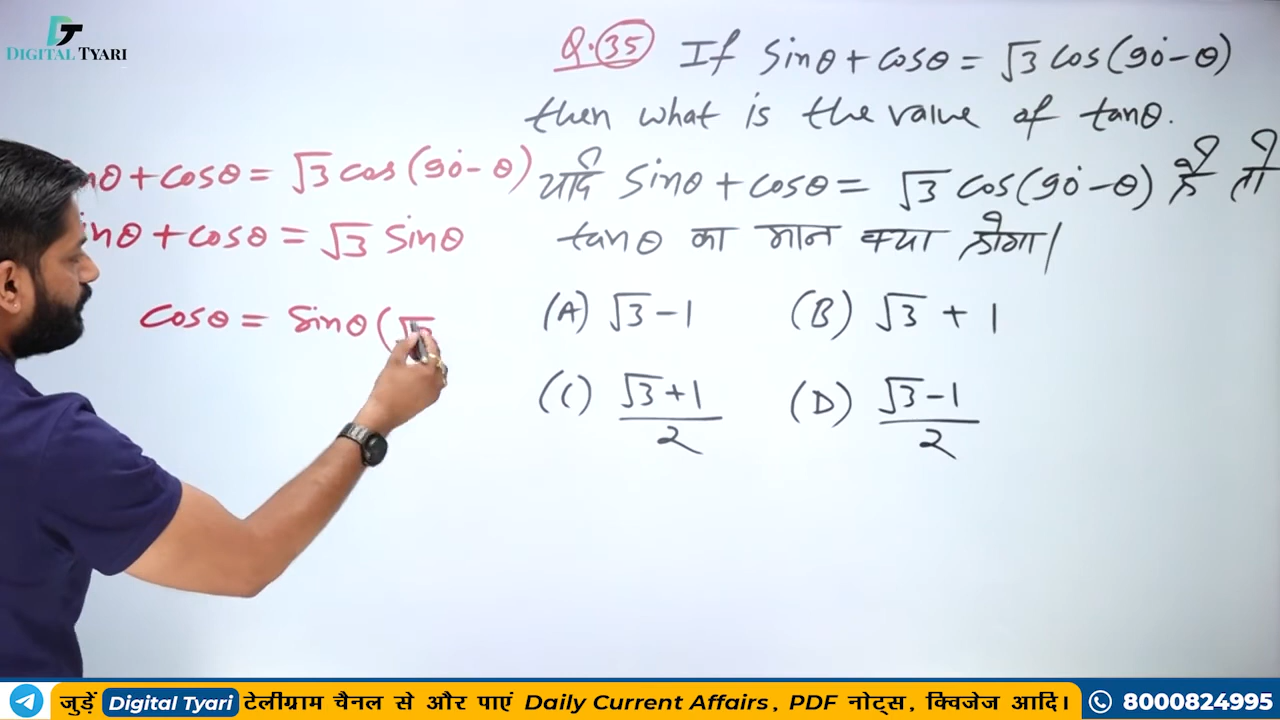 DT
DIGITAL TYARI
Q. 35 If sinθ + cosθ = √3 cos(90° - θ)
then what is the value of tanθ.
यदि sinθ + cosθ = √3 cos(90° - θ) है तो
tanθ का मान क्या होगा।
(A) √3 - 1 (B) √3 + 1
(C) √3 + 1 / 2 (D) √3 - 1 / 2
nθ + cosθ = √3 cos(90° - θ)
inθ + cosθ = √3 sinθ
cosθ = sinθ (√3
जुड़ें Digital Tyari टेलीग्राम चैनल से और पाएं Daily Current Affairs, PDF नोट्स, क्विजेज आदि। 8000824995